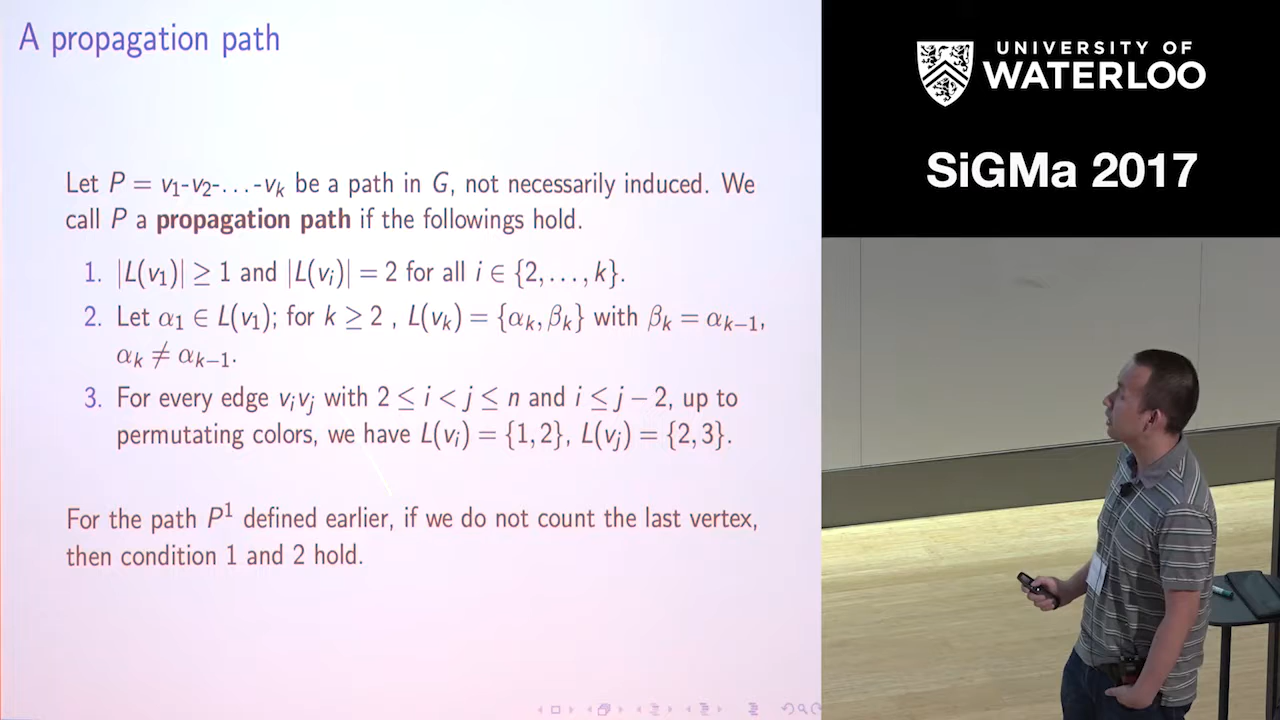 A propagation path
Let P = v₁-v₂-...-vₖ be a path in G, not necessarily induced. We
call P a propagation path if the followings hold.
1. |L(v₁)| ≥ 1 and |L(vᵢ)| = 2 for all i ∈ {2, ..., k}.
2. Let α₁ ∈ L(v₁); for k ≥ 2 , L(vₖ) = {αₖ, βₖ} with βₖ = αₖ₋₁,
αₖ ≠ αₖ₋₁.
3. For every edge vᵢvⱼ with 2 ≤ i < j ≤ n and i ≤ j − 2, up to
permutating colors, we have L(vᵢ) = {1, 2}, L(vⱼ) = {2, 3}.
For the path P¹ defined earlier, if we do not count the last vertex,
then condition 1 and 2 hold.
UNIVERSITY OF
WATERLOO
SiGMa 2017